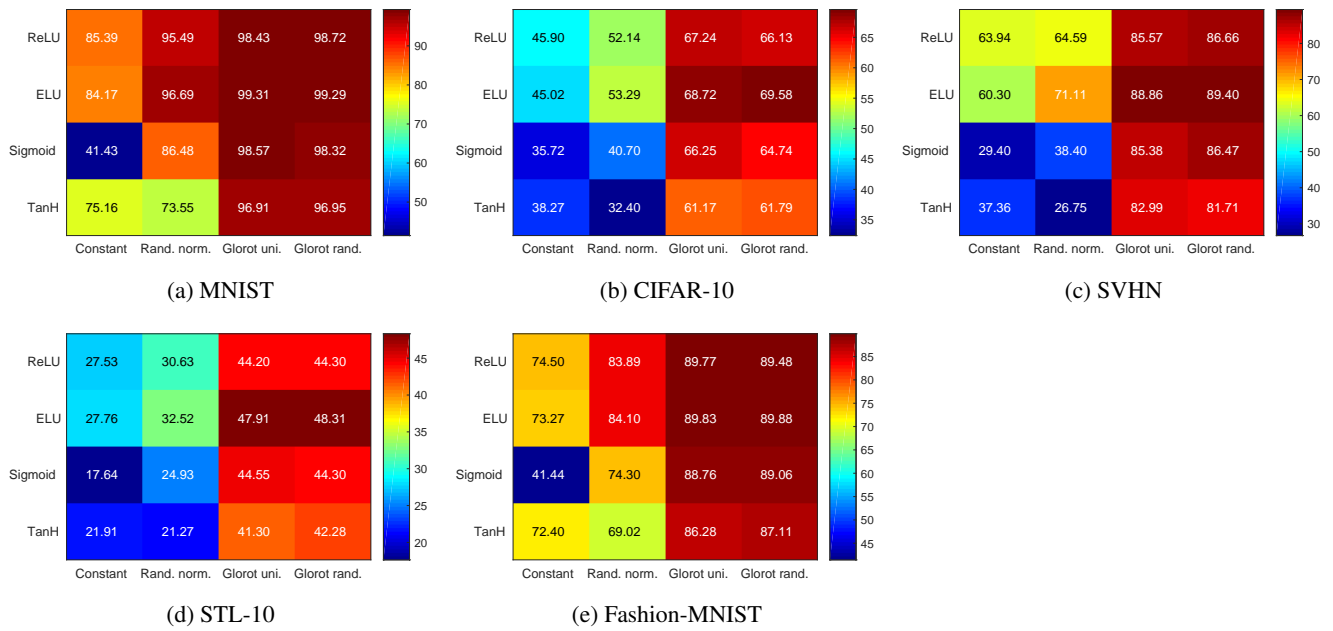 ReLU 85.39 95.49 98.43 98.72
ELU 84.17 96.69 99.31 99.29
Sigmoid 41.43 86.48 98.57 98.32
TanH 75.16 73.55 96.91 96.95
Constant Rand. norm. Glorot uni. Glorot rand.
90
80
70
60
50
(a) MNIST
ReLU 45.90 52.14 67.24 66.13
ELU 45.02 53.29 68.72 69.58
Sigmoid 35.72 40.70 66.25 64.74
TanH 38.27 32.40 61.17 61.79
Constant Rand. norm. Glorot uni. Glorot rand.
65
60
55
50
45
40
35
(b) CIFAR-10
ReLU 63.94 64.59 85.57 86.66
ELU 60.30 71.11 88.86 89.40
Sigmoid 29.40 38.40 85.38 86.47
TanH 37.36 26.75 82.99 81.71
Constant Rand. norm. Glorot uni. Glorot rand.
80
70
60
50
40
30
(c) SVHN
ReLU 27.53 30.63 44.20 44.30
ELU 27.76 32.52 47.91 48.31
Sigmoid 17.64 24.93 44.55 44.30
TanH 21.91 21.27 41.30 42.28
Constant Rand. norm. Glorot uni. Glorot rand.
45
40
35
30
25
20
(d) STL-10
ReLU 74.50 83.89 89.77 89.48
ELU 73.27 84.10 89.83 89.88
Sigmoid 41.44 74.30 88.76 89.06
TanH 72.40 69.02 86.28 87.11
Constant Rand. norm. Glorot uni. Glorot rand.
85
80
75
70
65
60
55
50
45
(e) Fashion-MNIST